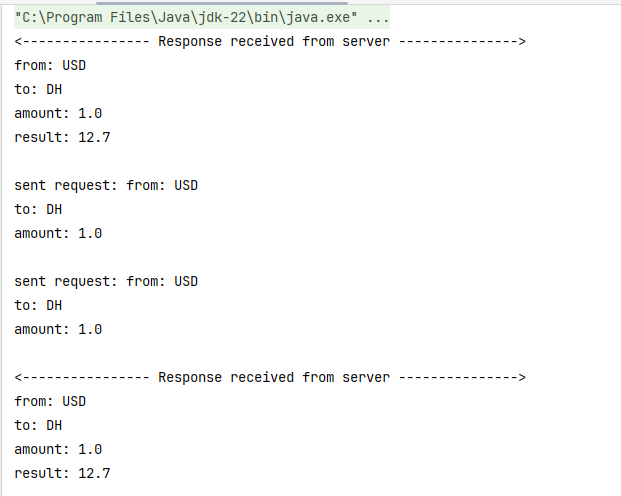 "C:\Program Files\Java\jdk-22\bin\java.exe" ...
<--------------- Response received from server --------------->
from: USD
to: DH
amount: 1.0
result: 12.7
sent request: from: USD
to: DH
amount: 1.0
sent request: from: USD
to: DH
amount: 1.0
<--------------- Response received from server --------------->
from: USD
to: DH
amount: 1.0
result: 12.7